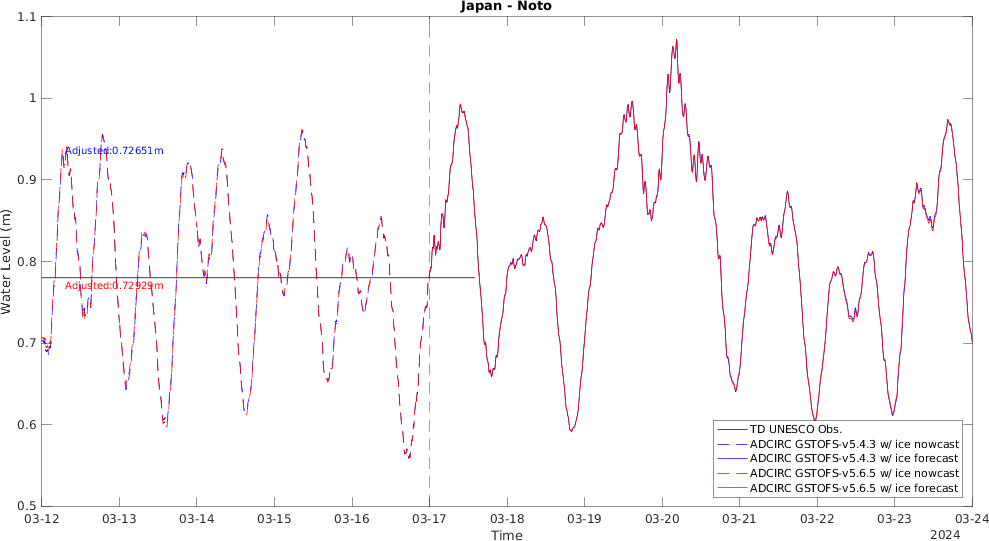 Japan - Noto
1.1
1
0.9
0.8
0.7
0.6
0.5
Water Level (m)
Adjusted:0.72651m
Adjusted:0.72929m
TD UNESCO Obs.
ADCIRC GSTOFS-v5.4.3 w/ ice nowcast
ADCIRC GSTOFS-v5.4.3 w/ ice forecast
ADCIRC GSTOFS-v5.6.5 w/ ice nowcast
ADCIRC GSTOFS-v5.6.5 w/ ice forecast
03-12 03-13 03-14 03-15 03-16 03-17 03-18 03-19 03-20 03-21 03-22 03-23 03-24
Time
2024